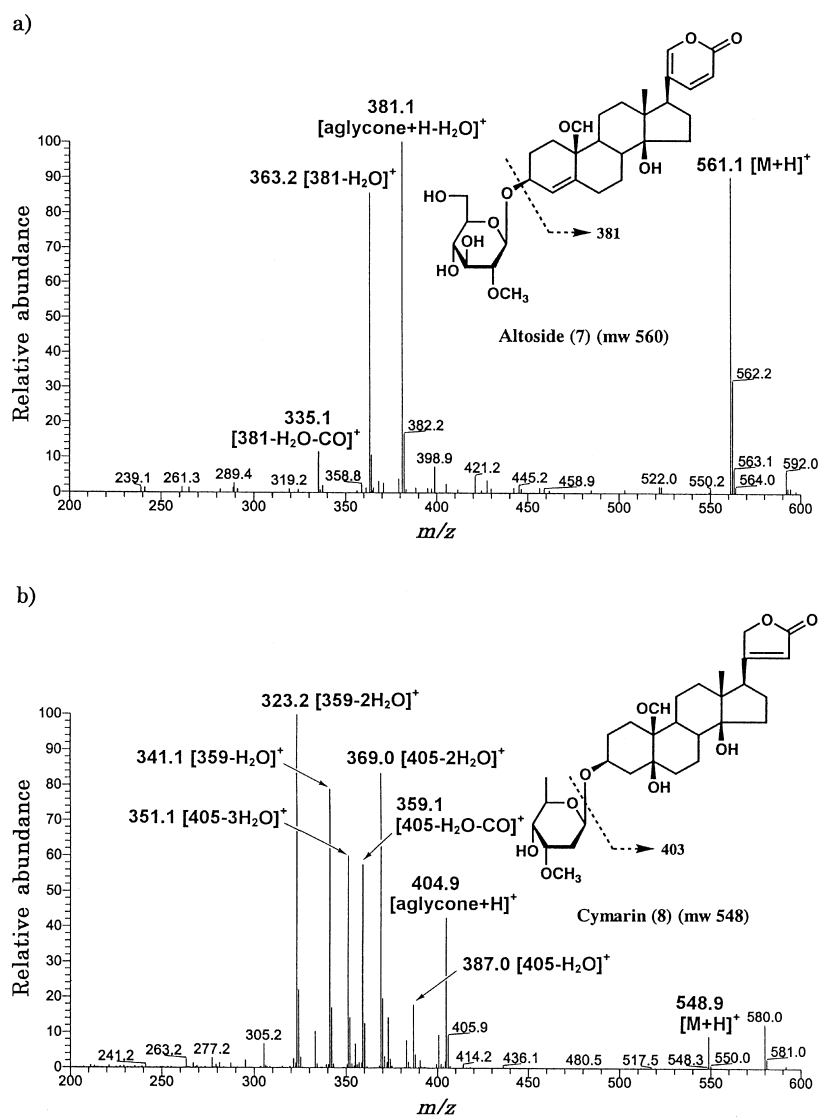 a)
381.1
[aglycone+H-H2O]+
363.2 [381-H2O]+
561.1 [M+H]+
O
O
OCH
OH
HO
O
O
OH
HO
OCH3
381
Altoside (7) (mw 560)
335.1
[381-H2O-CO]+
382.2
562.2
398.9
421.2
563.1
592.0
239.1
261.3
289.4
319.2
358.8
445.2
458.9
522.0
550.2
564.0
100
90
80
70
60
50
40
30
20
10
0
Relative abundance
200
250
300
350
400
450
500
550
600
m/z
b)
O
O
323.2 [359-2H2O]+
OCH
OH
341.1 [359-H2O]+
369.0 [405-2H2O]+
O
OH
351.1 [405-3H2O]+
359.1
[405-H2O-CO]+
O
HO
OCH3
403
404.9
[aglycone+H]+
Cymarin (8) (mw 548)
387.0 [405-H2O]+
548.9
[M+H]+
580.0
305.2
405.9
241.2
263.2
277.2
414.2
436.1
480.5
517.5
548.3
550.0
581.0
100
90
80
70
60
50
40
30
20
10
0
Relative abundance
200
250
300
350
400
450
500
550
600
m/z